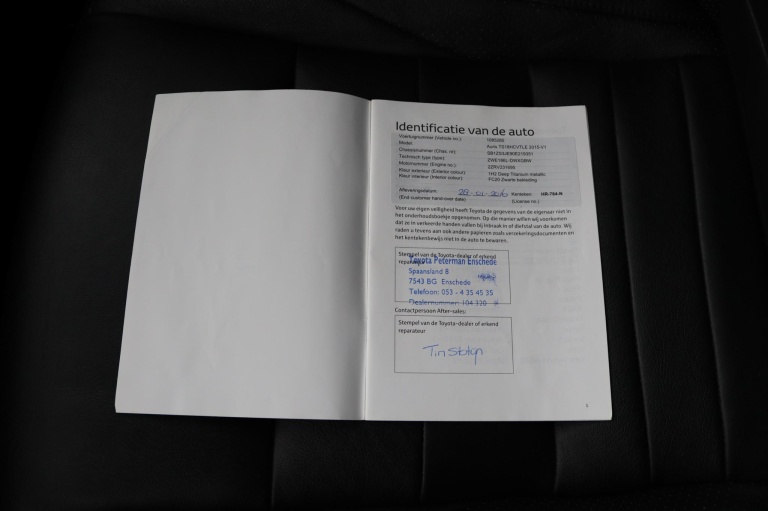 Identificatie van de auto
Voertuignummer (Vehicle no.):
Model: Auris TS18HCVTLE 2015-V1
Chassisnummer (Chas. nr):
Technisch type (type):
Motornummer (Engine no.):
Kleur exterieur (Exterior colour): 1H2 Deep Titanium metallic
Kleur interieur (Interior colour): FC20 Zwarte bekleding
Afleveringsdatum: Kenteken:
(End customer hand-over date) (License no.)
Voor uw eigen veiligheid heeft Toyota de gegevens van de eigenaar niet in
het onderhoudsboekje opgenomen. Op die manier willen wij voorkomen
dat ze in verkeerde handen vallen bij inbraak in of diefstal van de auto. Wij
raden u tevens aan ook andere papieren zoals verzekeringsdocumenten en
het kentekenbewijs niet in de auto te bewaren.
Stempel van de Toyota-dealer of erkend
reparateur
Toyota Peterman Enschede
Spaansland 8
7543 BG Enschede
Telefoon: 053 - 4 35 45 35
Dealernummer: 104 320
Contactpersoon After-sales:
Stempel van de Toyota-dealer of erkend
reparateur